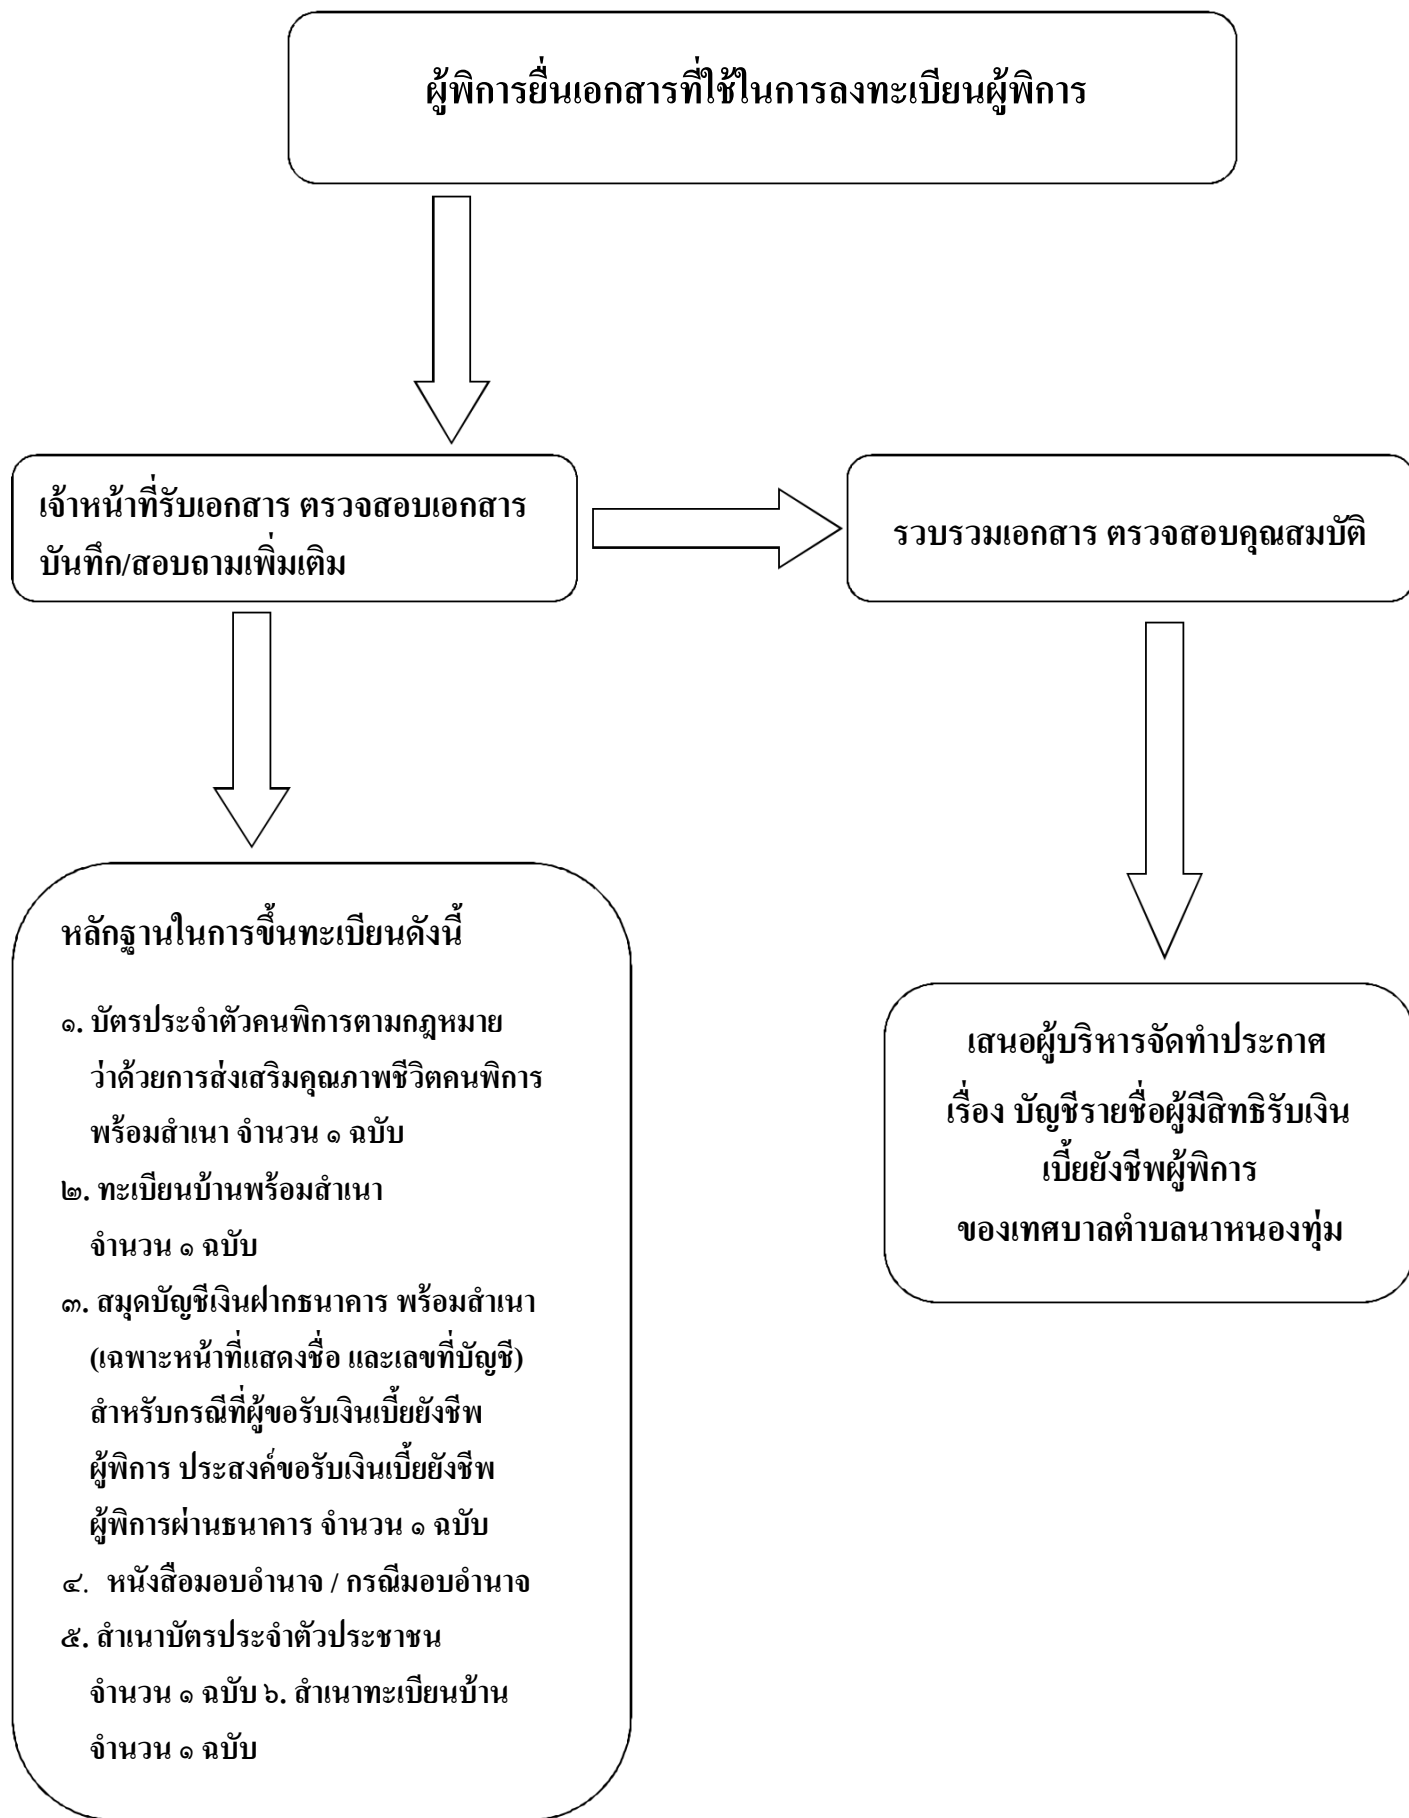 ผู้พิการยื่นเอกสารที่ใช้ในการลงทะเบียนผู้พิการ
เจ้าหน้าที่รับเอกสาร ตรวจสอบเอกสาร
บันทึก/สอบถามเพิ่มเติม
รวบรวมเอกสาร ตรวจสอบคุณสมบัติ
หลักฐานในการขึ้นทะเบียนดังนี้
๑. บัตรประจำตัวคนพิการตามกฎหมาย
ว่าด้วยการส่งเสริมคุณภาพชีวิตคนพิการ
พร้อมสำเนา จำนวน ๑ ฉบับ
๒. ทะเบียนบ้านพร้อมสำเนา
จำนวน ๑ ฉบับ
๓. สมุดบัญชีเงินฝากธนาคาร พร้อมสำเนา
(เฉพาะหน้าที่แสดงชื่อ และเลขที่บัญชี)
สำหรับกรณีที่ผู้ขอรับเงินเบี้ยยังชีพ
ผู้พิการ ประสงค์ขอรับเงินเบี้ยยังชีพ
ผู้พิการผ่านธนาคาร จำนวน ๑ ฉบับ
๔. หนังสือมอบอำนาจ / กรณีมอบอำนาจ
๕. สำเนาบัตรประจำตัวประชาชน
จำนวน ๑ ฉบับ ๖. สำเนาทะเบียนบ้าน
จำนวน ๑ ฉบับ
เสนอผู้บริหารจัดทำประกาศ
เรื่อง บัญชีรายชื่อผู้มีสิทธิรับเงิน
เบี้ยยังชีพผู้พิการ
ของเทศบาลตำบลนาหนองทุ่ม